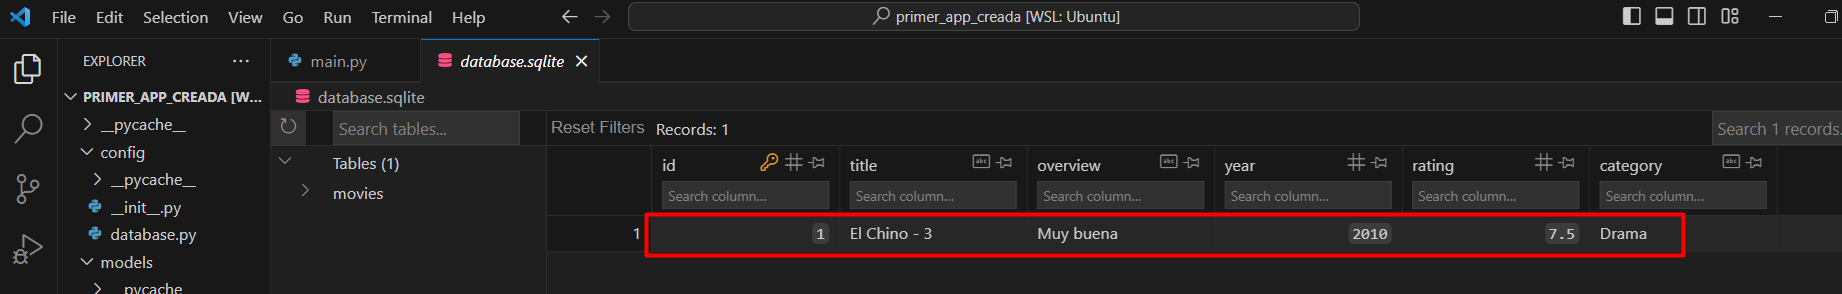 File Edit Selection View Go Run Terminal Help
primer_app_creada [WSL: Ubuntu]
EXPLORER
PRIMER_APP_CREADA [W...
__pycache__
config
__pycache__
__init__.py
database.py
models
__pycache__
main.py
database.sqlite
database.sqlite
Search tables...
Reset Filters
Records: 1
Search 1 records.
Tables (1)
movies
id title overview year rating category
Search column... Search column... Search column... Search column... Search column... Search column...
1 1 El Chino - 3 Muy buena 2010 7.5 Drama